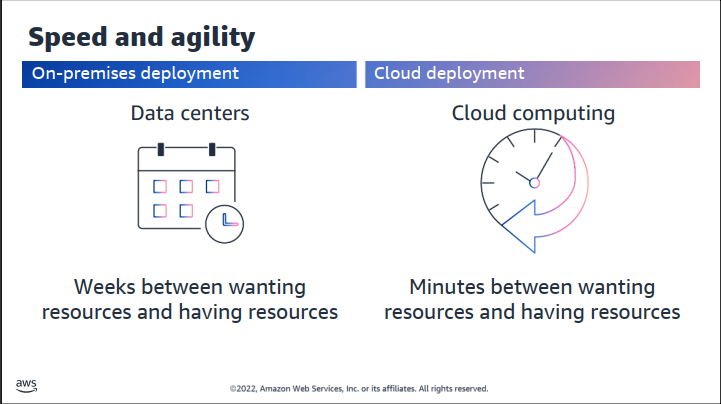 Speed and agility
On-premises deployment
Cloud deployment
Data centers
Cloud computing
Weeks between wanting
resources and having resources
Minutes between wanting
resources and having resources
aws
©2022, Amazon Web Services, Inc. or its affiliates. All rights reserved.